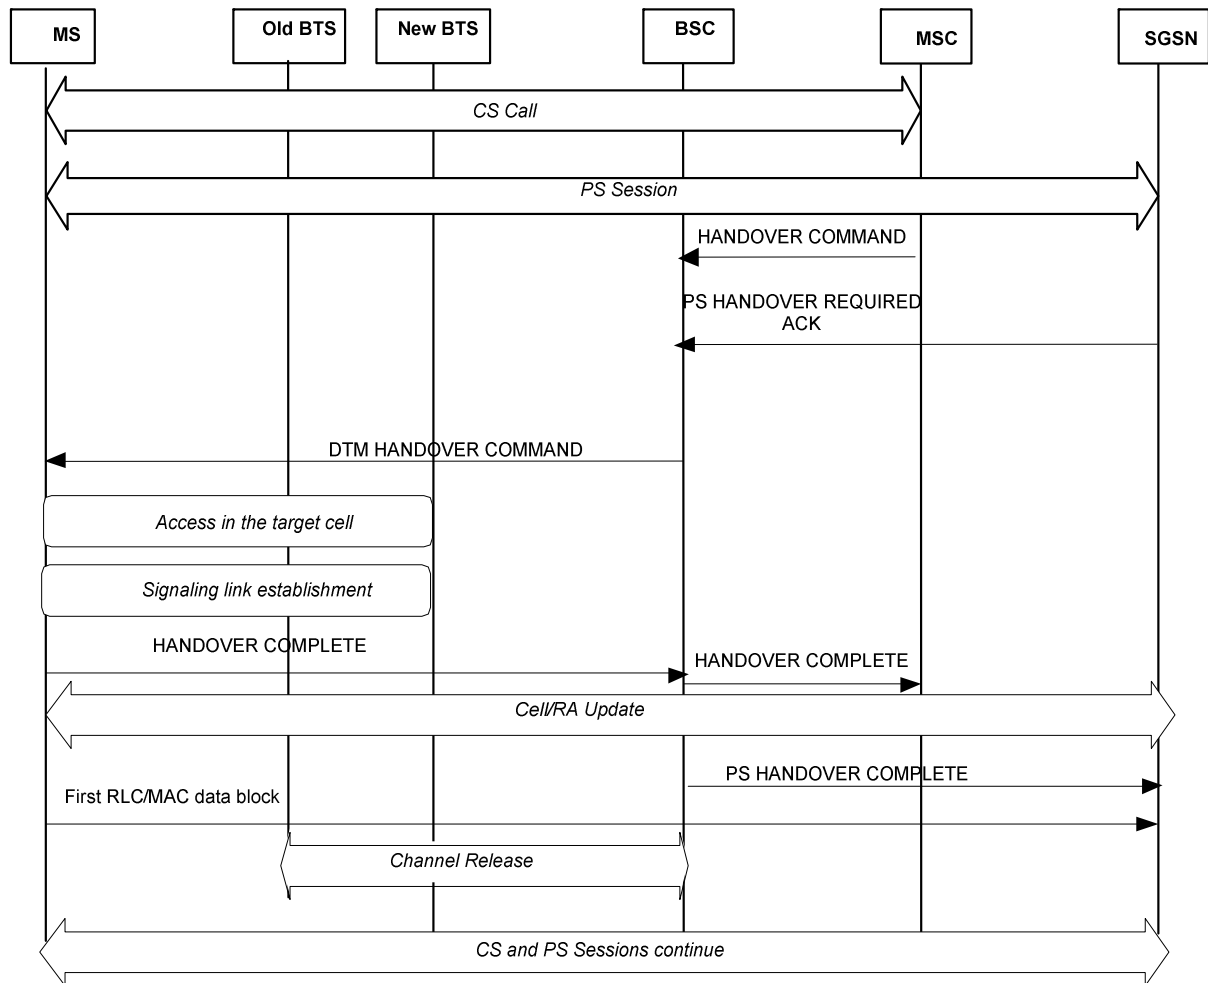 MS
Old BTS
New BTS
BSC
MSC
SGSN
CS Call
PS Session
HANDOVER COMMAND
PS HANDOVER REQUIRED
ACK
DTM HANDOVER COMMAND
Access in the target cell
Signaling link establishment
HANDOVER COMPLETE
HANDOVER COMPLETE
Cell/RA Update
PS HANDOVER COMPLETE
First RLC/MAC data block
Channel Release
CS and PS Sessions continue